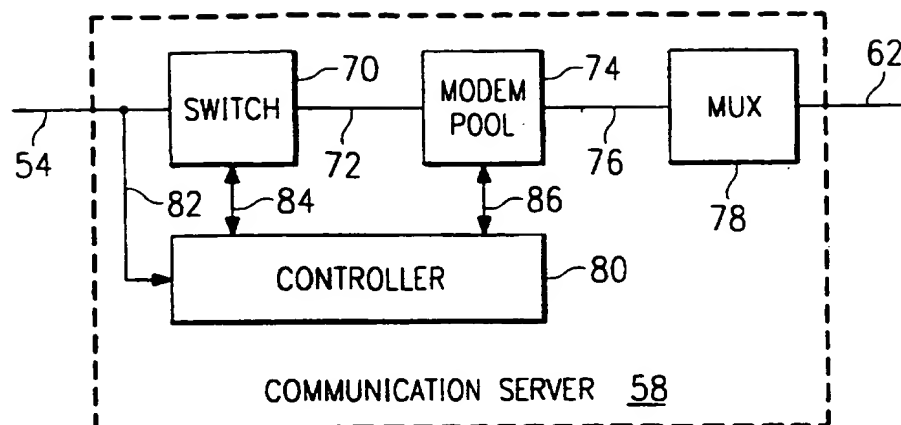 70
74
62
SWITCH
MODEM
POOL
MUX
54
72
76
82
84
86
78
CONTROLLER
80
COMMUNICATION SERVER 58